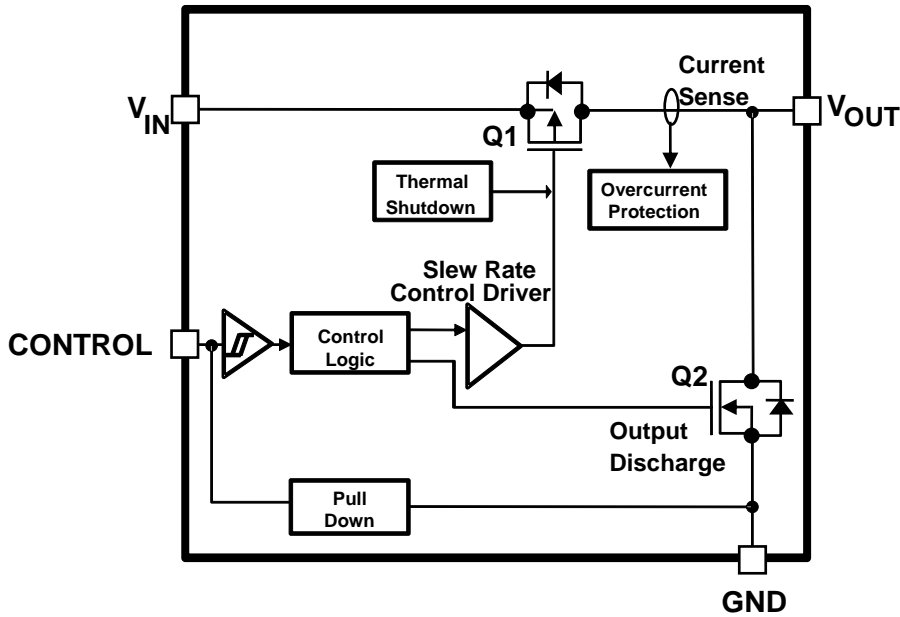 Current
Sense
VIN
VOUT
Q1
Thermal
Shutdown
Overcurrent
Protection
Slew Rate
Control Driver
CONTROL
Control
Logic
Q2
Output
Discharge
Pull
Down
GND